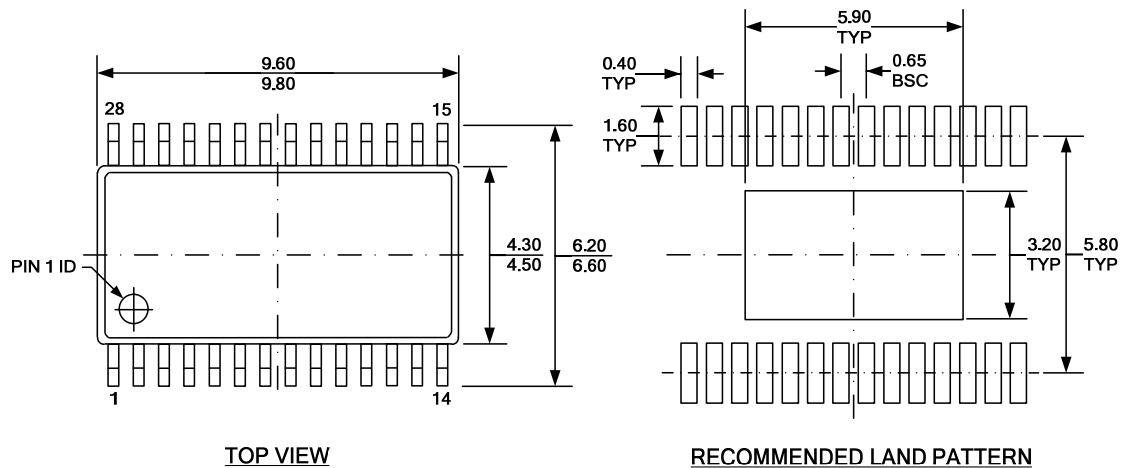 9.60
9.80
28
15
PIN 1 ID
4.30
4.50
6.20
6.60
1
14
TOP VIEW
5.90
TYP
0.40
TYP
0.65
BSC
1.60
TYP
3.20
TYP
5.80
TYP
RECOMMENDED LAND PATTERN